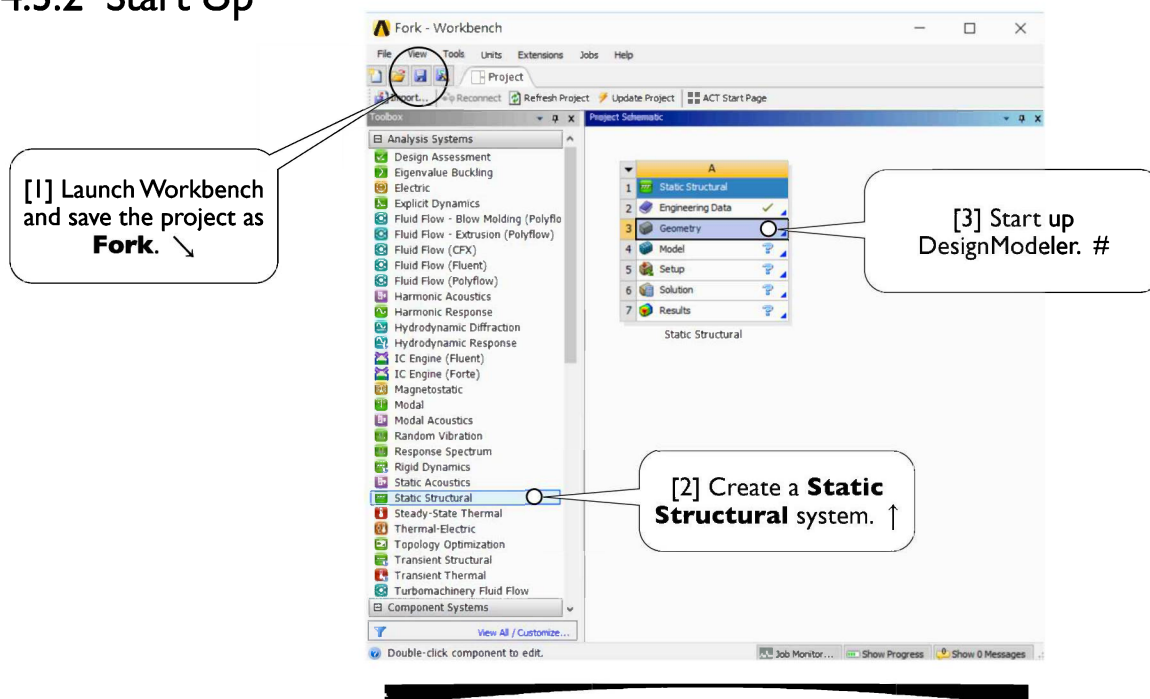 4.3.2 Start Up
Fork - Workbench
File View Tools Units Extensions Jobs Help
Project
Import... Reconnect Refresh Project Update Project ACT Start Page
Toolbox
Project Schematic
Analysis Systems
Design Assessment
Eigenvalue Buckling
Electric
Explicit Dynamics
Fluid Flow - Blow Molding (Polyflo
Fluid Flow - Extrusion (Polyflow)
Fluid Flow (CFX)
Fluid Flow (Fluent)
Fluid Flow (Polyflow)
Harmonic Acoustics
Harmonic Response
Hydrodynamic Diffraction
Hydrodynamic Response
IC Engine (Fluent)
IC Engine (Forte)
Magnetostatic
Modal
Modal Acoustics
Random Vibration
Response Spectrum
Rigid Dynamics
Static Acoustics
Static Structural
Steady-State Thermal
Thermal-Electric
Topology Optimization
Transient Structural
Transient Thermal
Turbomachinery Fluid Flow
Component Systems
View All / Customize...
A
1 Static Structural
2 Engineering Data ✓
3 Geometry
4 Model ?
5 Setup ?
6 Solution ?
7 Results ?
Static Structural
[1] Launch Workbench
and save the project as
Fork. ↘
[2] Create a Static
Structural system. ↑
[3] Start up
DesignModeler. #
Double-click component to edit.
Job Monitor... Show Progress Show 0 Messages